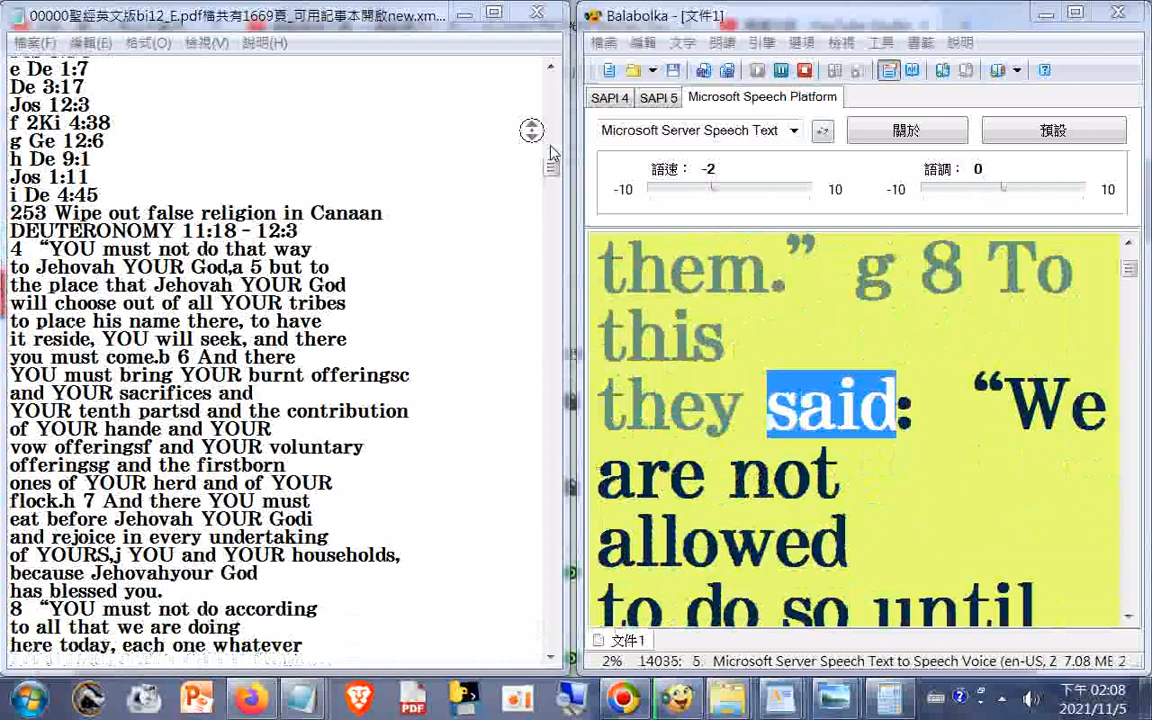 00000聖經英文版bi12_E.pdf檔共有1669頁_可用記事本開啟new.xm...
檔案(F) 編輯(E) 格式(O) 檢視(V) 說明(H)
e De 1:7
De 3:17
Jos 12:3
f 2Ki 4:38
g Ge 12:6
h De 9:1
Jos 1:11
i De 4:45
253 Wipe out false religion in Canaan
DEUTERONOMY 11:18–12:3
4 “YOU must not do that way
to Jehovah YOUR God,a 5 but to
the place that Jehovah YOUR God
will choose out of all YOUR tribes
to place his name there, to have
it reside, YOU will seek, and there
you must come.b 6 And there
YOU must bring YOUR burnt offeringsc
and YOUR sacrifices and
YOUR tenth partsd and the contribution
of YOUR hande and YOUR
vow offeringsf and YOUR voluntary
offeringsg and the firstborn
ones of YOUR herd and of YOUR
flock.h 7 And there YOU must
eat before Jehovah YOUR Godi
and rejoice in every undertaking
of YOURS,j YOU and YOUR households,
because Jehovahyour God
has blessed you.
8 “YOU must not do according
to all that we are doing
here today, each one whatever
Balabolka - [文件1]
檔案 編輯 文字 朗讀 引擎 選項 檢視 工具 書籤 說明
SAPI 4 SAPI 5 Microsoft Speech Platform
Microsoft Server Speech Text 關於 預設
語速： -2 語調： 0
-10 10 -10 10
them.” g 8 To
this
they said: “We
are not
allowed
to do so until
文件1
2% 14035: 5. Microsoft Server Speech Text to Speech Voice (en-US, Z 7.08 MB 2
PDF
下午 02:08
2021/11/5